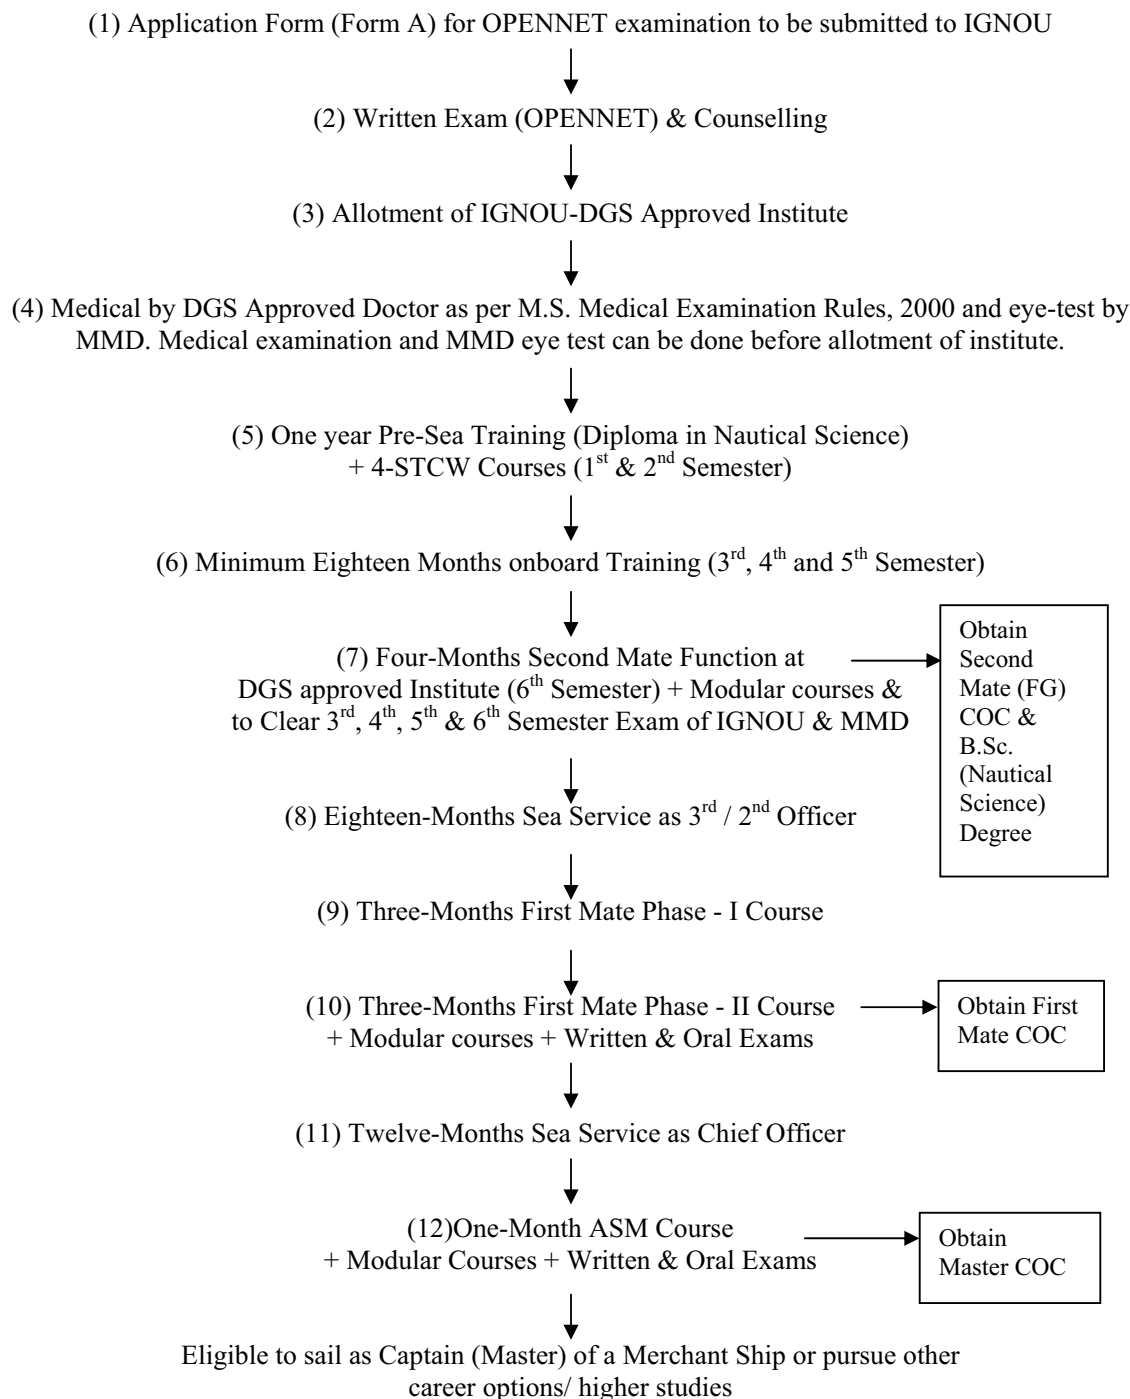 (1) Application Form (Form A) for OPENNET examination to be submitted to IGNOU
(2) Written Exam (OPENNET) & Counselling
(3) Allotment of IGNOU-DGS Approved Institute
(4) Medical by DGS Approved Doctor as per M.S. Medical Examination Rules, 2000 and eye-test by
MMD. Medical examination and MMD eye test can be done before allotment of institute.
(5) One year Pre-Sea Training (Diploma in Nautical Science)
+ 4-STCW Courses (1st & 2nd Semester)
(6) Minimum Eighteen Months onboard Training (3rd, 4th and 5th Semester)
(7) Four-Months Second Mate Function at
DGS approved Institute (6th Semester) + Modular courses &
to Clear 3rd, 4th, 5th & 6th Semester Exam of IGNOU & MMD
Obtain
Second
Mate (FG)
COC &
B.Sc.
(Nautical
Science)
Degree
(8) Eighteen-Months Sea Service as 3rd / 2nd Officer
(9) Three-Months First Mate Phase - I Course
(10) Three-Months First Mate Phase - II Course
+ Modular courses + Written & Oral Exams
Obtain First
Mate COC
(11) Twelve-Months Sea Service as Chief Officer
(12)One-Month ASM Course
+ Modular Courses + Written & Oral Exams
Obtain
Master COC
Eligible to sail as Captain (Master) of a Merchant Ship or pursue other
career options/ higher studies